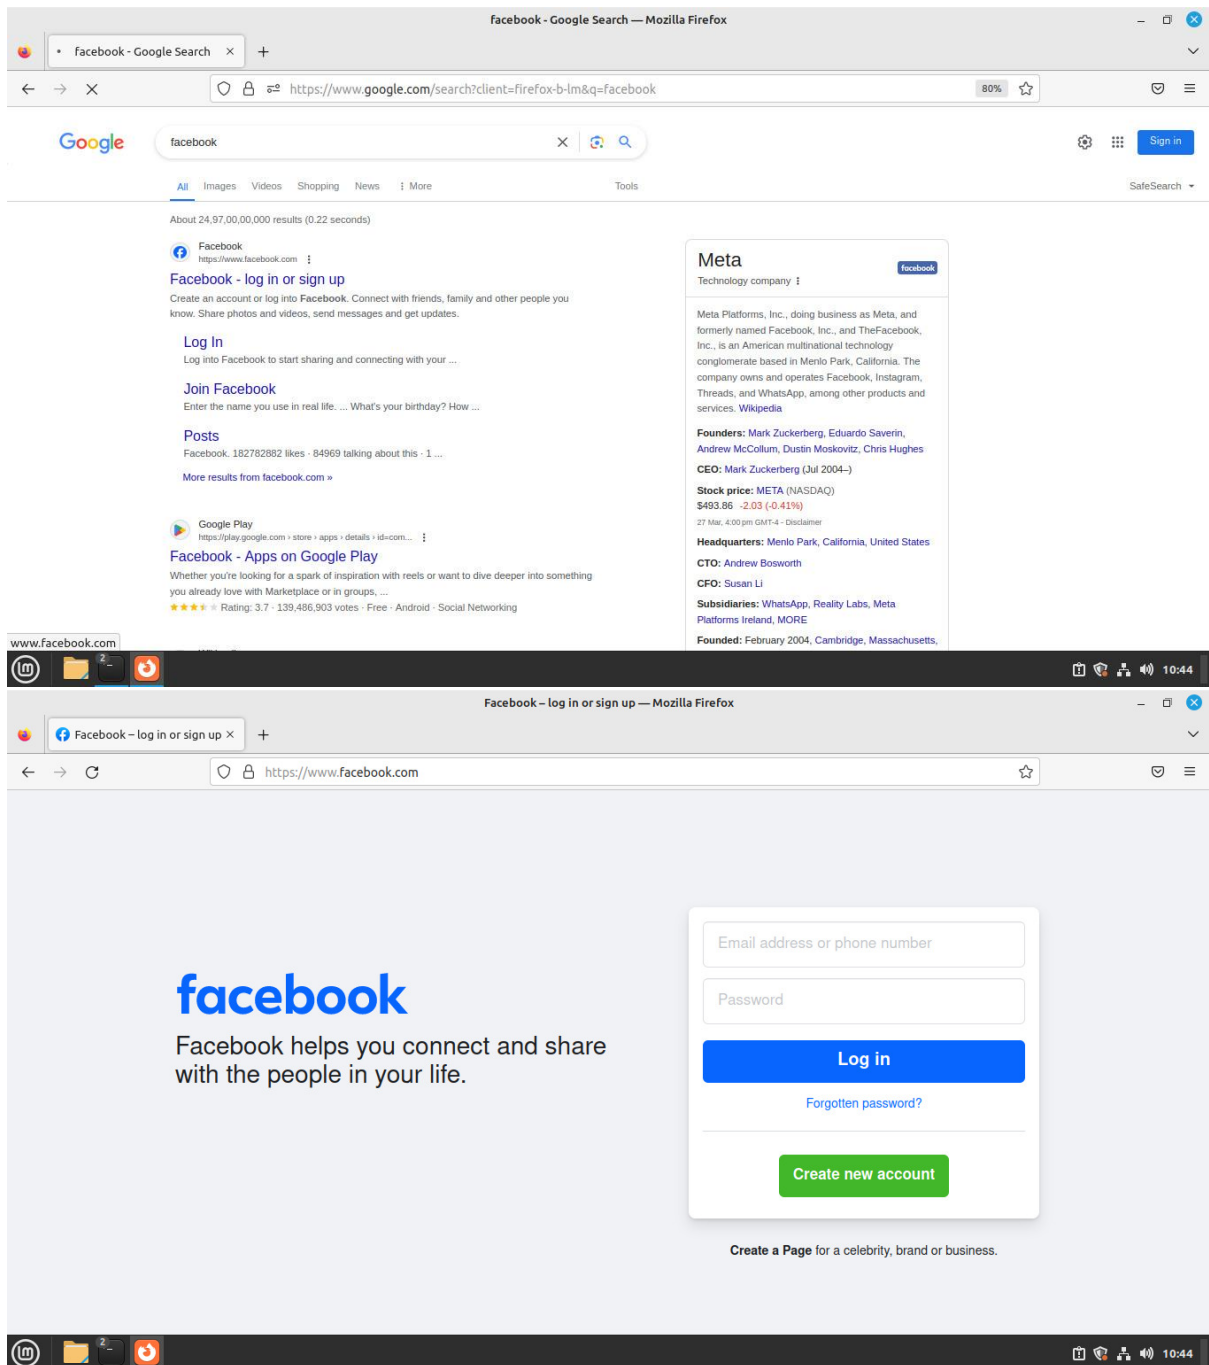 facebook - Google Search — Mozilla Firefox
facebook - Google Search
https://www.google.com/search?client=firefox-b-lm&q=facebook
80%
Google
facebook
Sign in
All Images Videos Shopping News More Tools SafeSearch
About 24,97,00,00,000 results (0.22 seconds)
Facebook
https://www.facebook.com
Facebook - log in or sign up
Create an account or log into Facebook. Connect with friends, family and other people you
know. Share photos and videos, send messages and get updates.
Log In
Log into Facebook to start sharing and connecting with your ...
Join Facebook
Enter the name you use in real life. ... What's your birthday? How ...
Posts
Facebook. 182782882 likes · 84969 talking about this · 1 ...
More results from facebook.com »
Google Play
https://play.google.com › store › apps › details › id=com...
Facebook - Apps on Google Play
Whether you're looking for a spark of inspiration with reels or want to dive deeper into something
you already love with Marketplace or in groups, ...
Rating: 3.7 · 139,486,903 votes · Free · Android · Social Networking
Meta
facebook
Technology company
Meta Platforms, Inc., doing business as Meta, and
formerly named Facebook, Inc., and TheFacebook,
Inc., is an American multinational technology
conglomerate based in Menlo Park, California. The
company owns and operates Facebook, Instagram,
Threads, and WhatsApp, among other products and
services. Wikipedia
Founders: Mark Zuckerberg, Eduardo Saverin,
Andrew McCollum, Dustin Moskovitz, Chris Hughes
CEO: Mark Zuckerberg (Jul 2004–)
Stock price: META (NASDAQ)
$493.86 -2.03 (-0.41%)
27 Mar, 4:00 pm GMT-4 - Disclaimer
Headquarters: Menlo Park, California, United States
CTO: Andrew Bosworth
CFO: Susan Li
Subsidiaries: WhatsApp, Reality Labs, Meta
Platforms Ireland, MORE
Founded: February 2004, Cambridge, Massachusetts,
www.facebook.com
2
10:44
Facebook – log in or sign up — Mozilla Firefox
Facebook – log in or sign up
https://www.facebook.com
facebook
Facebook helps you connect and share
with the people in your life.
Email address or phone number
Password
Log in
Forgotten password?
Create new account
Create a Page for a celebrity, brand or business.
2
10:44